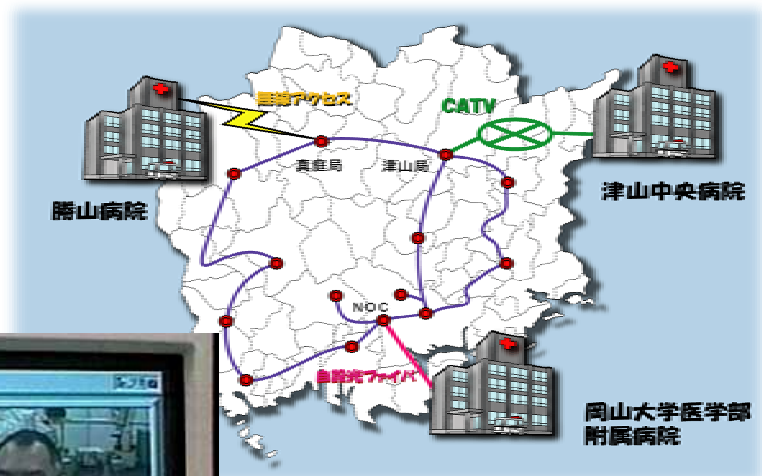 無線アクセス
CATV
真庭局
津山局
勝山病院
津山中央病院
NOC
自設光ファイバ
岡山大学医学部
附属病院